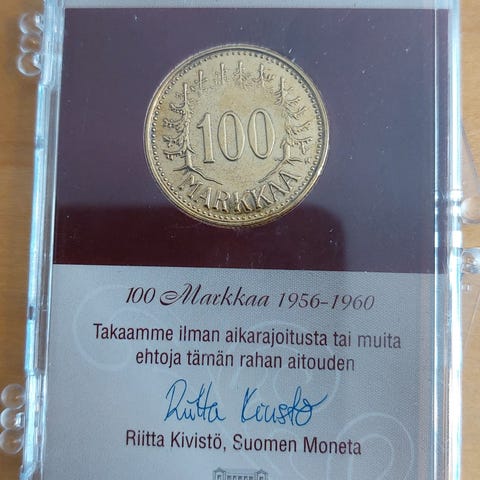 100
MARKKAA
100 Markkaa 1956-1960
Takaamme ilman aikarajoitusta tai muita
ehtoja tämän rahan aitouden
Riitta Kivistö
Riitta Kivistö, Suomen Moneta